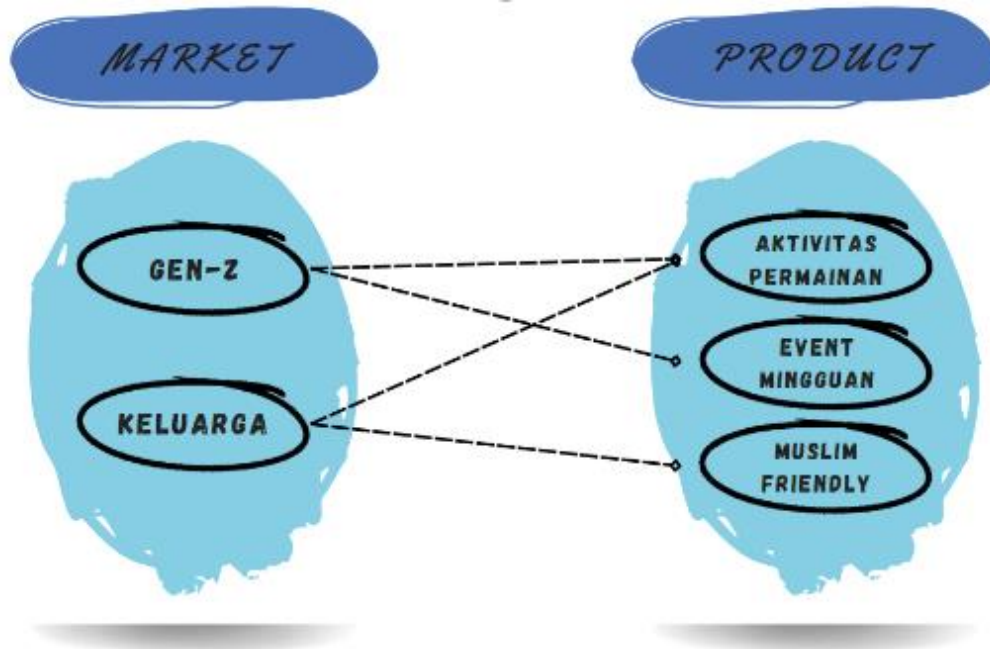 MARKET
PRODUCT
GEN-Z
KELUARGA
AKTIVITAS
PERMAINAN
EVENT
MINGGUAN
MUSLIM
FRIENDLY